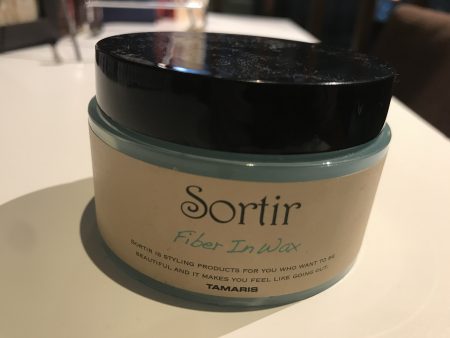 Sortir
Fiber In Wax
SORTIR IS STYLING PRODUCTS FOR YOU WHO WANT TO BE
BEAUTIFUL AND IT MAKES YOU FEEL LIKE GOING OUT.
TAMARIS